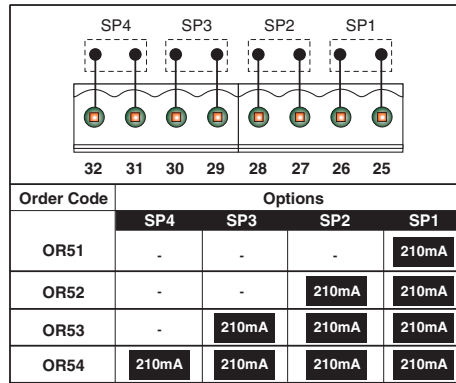 SP4 SP3 SP2 SP1
32 31 30 29 28 27 26 25
Order Code Options
SP4 SP3 SP2 SP1
OR51 - - - 210mA
OR52 - - 210mA 210mA
OR53 - 210mA 210mA 210mA
OR54 210mA 210mA 210mA 210mA